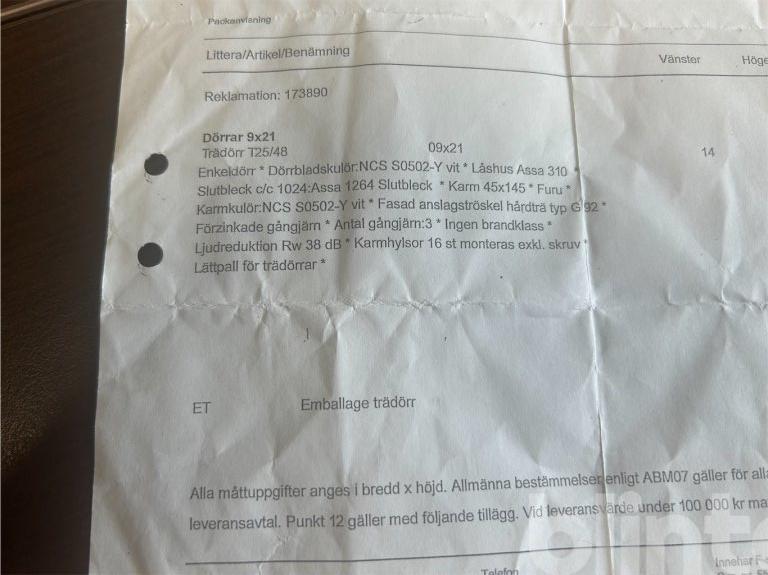 Packanvisning
Littera/Artikel/Benämning Vänster Höge
Reklamation: 173890
Dörrar 9x21
Trädörr T25/48 09x21 14
Enkeldörr * Dörrbladskulör:NCS S0502-Y vit * Låshus Assa 310 *
Slutbleck c/c 1024:Assa 1264 Slutbleck * Karm 45x145 * Furu *
Karmkulör:NCS S0502-Y vit * Fasad anslagströskel hårdträ typ G 92 *
Förzinkade gångjärn * Antal gångjärn:3 * Ingen brandklass *
Ljudreduktion Rw 38 dB * Karmhylsor 16 st monteras exkl. skruv *
Lättpall för trädörrar *
ET Emballage trädörr
Alla måttuppgifter anges i bredd x höjd. Allmänna bestämmelser enligt ABM07 gäller för alla
leveransavtal. Punkt 12 gäller med följande tillägg. Vid leveransvärde under 100 000 kr ma
blinto
Telefon Innehar F-s